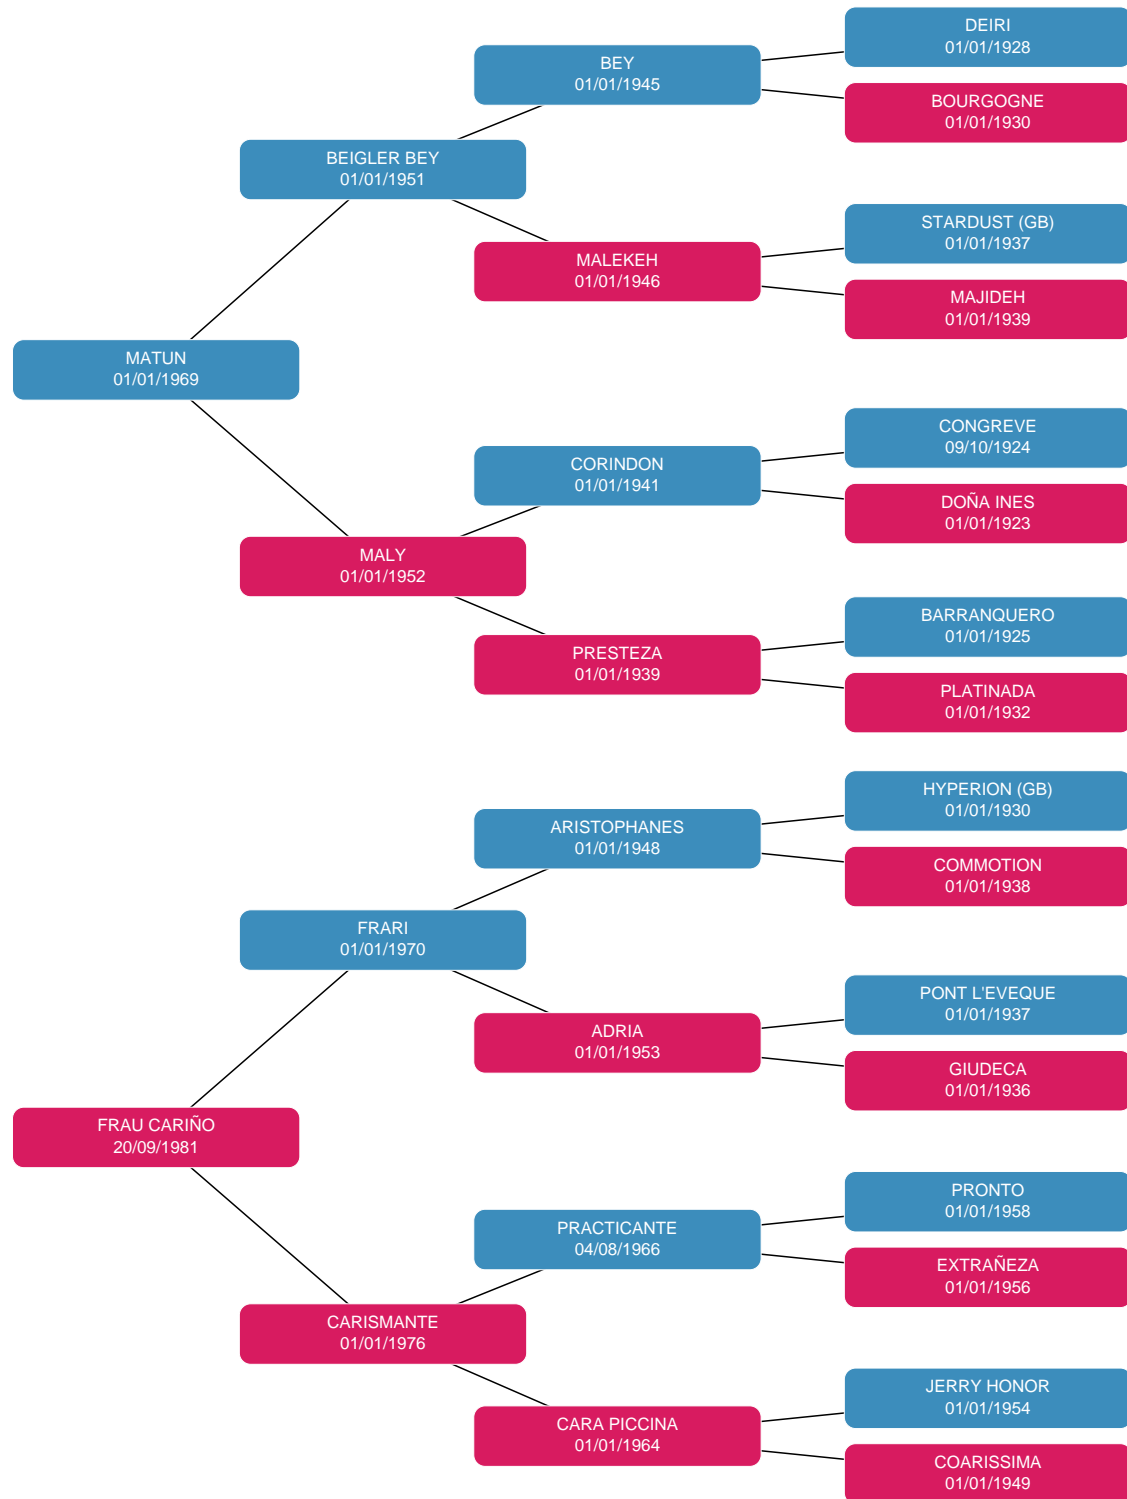 DEIRI
01/01/1928
BEY
01/01/1945
BOURGOGNE
01/01/1930
BEIGLER BEY
01/01/1951
STARDUST (GB)
01/01/1937
MALEKEH
01/01/1946
MAJIDEH
01/01/1939
MATUN
01/01/1969
CONGREVE
09/10/1924
CORINDON
01/01/1941
DOÑA INES
01/01/1923
MALY
01/01/1952
BARRANQUERO
01/01/1925
PRESTEZA
01/01/1939
PLATINADA
01/01/1932
HYPERION (GB)
01/01/1930
ARISTOPHANES
01/01/1948
COMMOTION
01/01/1938
FRARI
01/01/1970
PONT L'EVEQUE
01/01/1937
ADRIA
01/01/1953
GIUDECA
01/01/1936
FRAU CARIÑO
20/09/1981
PRONTO
01/01/1958
PRACTICANTE
04/08/1966
EXTRAÑEZA
01/01/1956
CARISMANTE
01/01/1976
JERRY HONOR
01/01/1954
CARA PICCINA
01/01/1964
COARISSIMA
01/01/1949